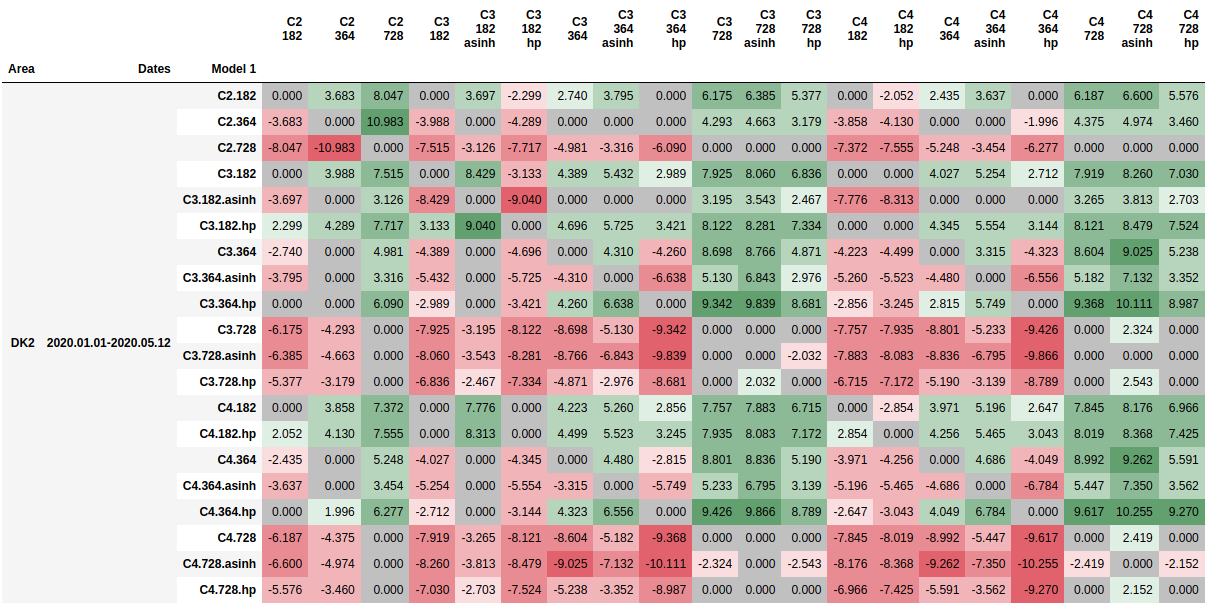 C2 C2 C2 C3 C3 C3 C3 C3 C3 C3 C3 C3 C4 C4 C4 C4 C4 C4 C4 C4
182 364 728 182 182 182 364 364 364 728 728 728 182 182 364 364 364 728 728 728
asinh hp asinh hp asinh hp hp asinh hp asinh hp
Area Dates Model 1
C2.182 0.000 3.683 8.047 0.000 3.697 -2.299 2.740 3.795 0.000 6.175 6.385 5.377 0.000 -2.052 2.435 3.637 0.000 6.187 6.600 5.576
C2.364 -3.683 0.000 10.983 -3.988 0.000 -4.289 0.000 0.000 0.000 4.293 4.663 3.179 -3.858 -4.130 0.000 0.000 -1.996 4.375 4.974 3.460
C2.728 -8.047 -10.983 0.000 -7.515 -3.126 -7.717 -4.981 -3.316 -6.090 0.000 0.000 0.000 -7.372 -7.555 -5.248 -3.454 -6.277 0.000 0.000 0.000
C3.182 0.000 3.988 7.515 0.000 8.429 -3.133 4.389 5.432 2.989 7.925 8.060 6.836 0.000 0.000 4.027 5.254 2.712 7.919 8.260 7.030
C3.182.asinh -3.697 0.000 3.126 -8.429 0.000 -9.040 0.000 0.000 0.000 3.195 3.543 2.467 -7.776 -8.313 0.000 0.000 0.000 3.265 3.813 2.703
C3.182.hp 2.299 4.289 7.717 3.133 9.040 0.000 4.696 5.725 3.421 8.122 8.281 7.334 0.000 0.000 4.345 5.554 3.144 8.121 8.479 7.524
C3.364 -2.740 0.000 4.981 -4.389 0.000 -4.696 0.000 4.310 -4.260 8.698 8.766 4.871 -4.223 -4.499 0.000 3.315 -4.323 8.604 9.025 5.238
C3.364.asinh -3.795 0.000 3.316 -5.432 0.000 -5.725 -4.310 0.000 -6.638 5.130 6.843 2.976 -5.260 -5.523 -4.480 0.000 -6.556 5.182 7.132 3.352
C3.364.hp 0.000 0.000 6.090 -2.989 0.000 -3.421 4.260 6.638 0.000 9.342 9.839 8.681 -2.856 -3.245 2.815 5.749 0.000 9.368 10.111 8.987
C3.728 -6.175 -4.293 0.000 -7.925 -3.195 -8.122 -8.698 -5.130 -9.342 0.000 0.000 0.000 -7.757 -7.935 -8.801 -5.233 -9.426 0.000 2.324 0.000
DK2 2020.01.01-2020.05.12
C3.728.asinh -6.385 -4.663 0.000 -8.060 -3.543 -8.281 -8.766 -6.843 -9.839 0.000 0.000 -2.032 -7.883 -8.083 -8.836 -6.795 -9.866 0.000 0.000 0.000
C3.728.hp -5.377 -3.179 0.000 -6.836 -2.467 -7.334 -4.871 -2.976 -8.681 0.000 2.032 0.000 -6.715 -7.172 -5.190 -3.139 -8.789 0.000 2.543 0.000
C4.182 0.000 3.858 7.372 0.000 7.776 0.000 4.223 5.260 2.856 7.757 7.883 6.715 0.000 -2.854 3.971 5.196 2.647 7.845 8.176 6.966
C4.182.hp 2.052 4.130 7.555 0.000 8.313 0.000 4.499 5.523 3.245 7.935 8.083 7.172 2.854 0.000 4.256 5.465 3.043 8.019 8.368 7.425
C4.364 -2.435 0.000 5.248 -4.027 0.000 -4.345 0.000 4.480 -2.815 8.801 8.836 5.190 -3.971 -4.256 0.000 4.686 -4.049 8.992 9.262 5.591
C4.364.asinh -3.637 0.000 3.454 -5.254 0.000 -5.554 -3.315 0.000 -5.749 5.233 6.795 3.139 -5.196 -5.465 -4.686 0.000 -6.784 5.447 7.350 3.562
C4.364.hp 0.000 1.996 6.277 -2.712 0.000 -3.144 4.323 6.556 0.000 9.426 9.866 8.789 -2.647 -3.043 4.049 6.784 0.000 9.617 10.255 9.270
C4.728 -6.187 -4.375 0.000 -7.919 -3.265 -8.121 -8.604 -5.182 -9.368 0.000 0.000 0.000 -7.845 -8.019 -8.992 -5.447 -9.617 0.000 2.419 0.000
C4.728.asinh -6.600 -4.974 0.000 -8.260 -3.813 -8.479 -9.025 -7.132 -10.111 -2.324 0.000 -2.543 -8.176 -8.368 -9.262 -7.350 -10.255 -2.419 0.000 -2.152
C4.728.hp -5.576 -3.460 0.000 -7.030 -2.703 -7.524 -5.238 -3.352 -8.987 0.000 0.000 0.000 -6.966 -7.425 -5.591 -3.562 -9.270 0.000 2.152 0.000